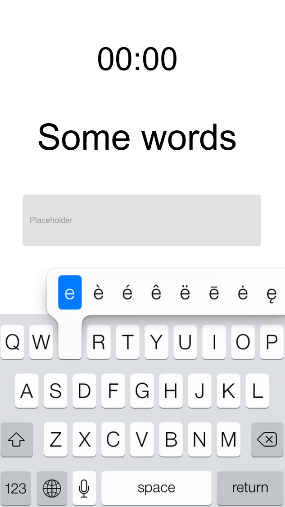 00:00
Some words
Placeholder
e è é ê ë ē ė ę
Q W R T Y U I O P
A S D F G H J K L
Z X C V B N M
123 space return